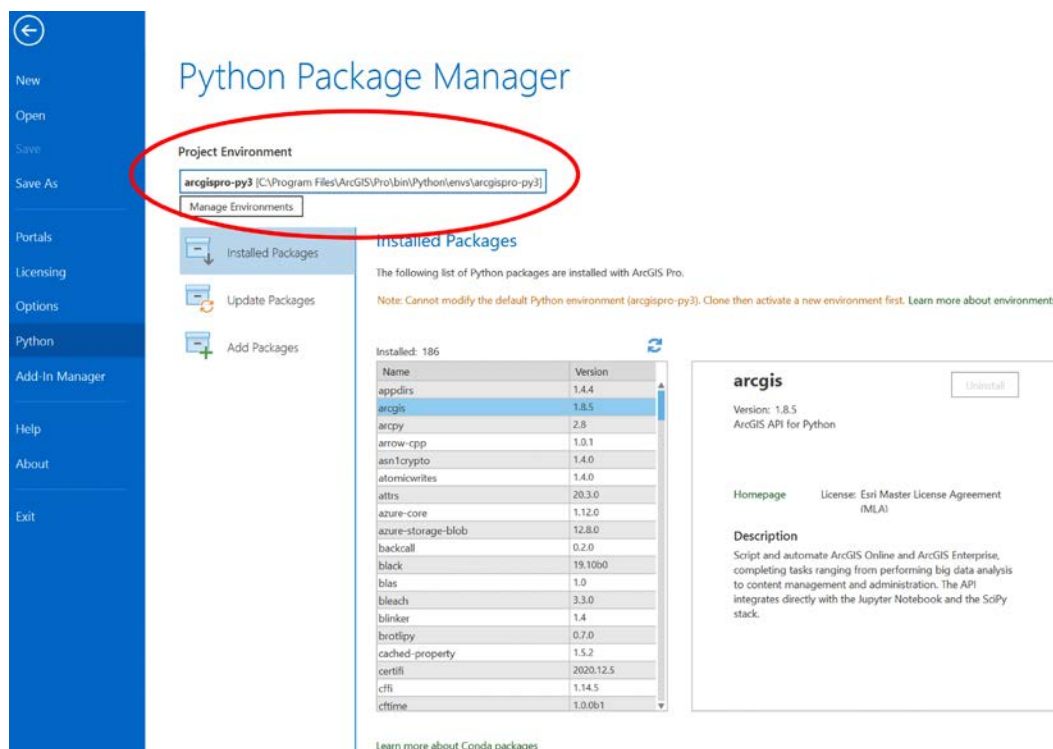 New
Open
Save
Save As
Portals
Licensing
Options
Python
Add-In Manager
Help
About
Exit
Python Package Manager
Project Environment
arcgispro-py3 [C:\Program Files\ArcGIS\Pro\bin\Python\envs\arcgispro-py3]
Manage Environments
Installed Packages
Update Packages
Add Packages
Installed Packages
The following list of Python packages are installed with ArcGIS Pro.
Note: Cannot modify the default Python environment (arcgispro-py3). Clone then activate a new environment first. Learn more about environments
Installed: 186
Name Version
appdirs 1.4.4
arcgis 1.8.5
arcpy 2.8
arrow-cpp 1.0.1
asn1crypto 1.4.0
atomicwrites 1.4.0
attrs 20.3.0
azure-core 1.12.0
azure-storage-blob 12.8.0
backcall 0.2.0
black 19.10b0
blas 1.0
bleach 3.3.0
blinker 1.4
brotlipy 0.7.0
cached-property 1.5.2
certifi 2020.12.5
cffi 1.14.5
cftime 1.0.0b1
arcgis
Uninstall
Version: 1.8.5
ArcGIS API for Python
Homepage License: Esri Master License Agreement
(MLA)
Description
Script and automate ArcGIS Online and ArcGIS Enterprise,
completing tasks ranging from performing big data analysis
to content management and administration. The API
integrates directly with the Jupyter Notebook and the SciPy
stack.
Learn more about Conda packages